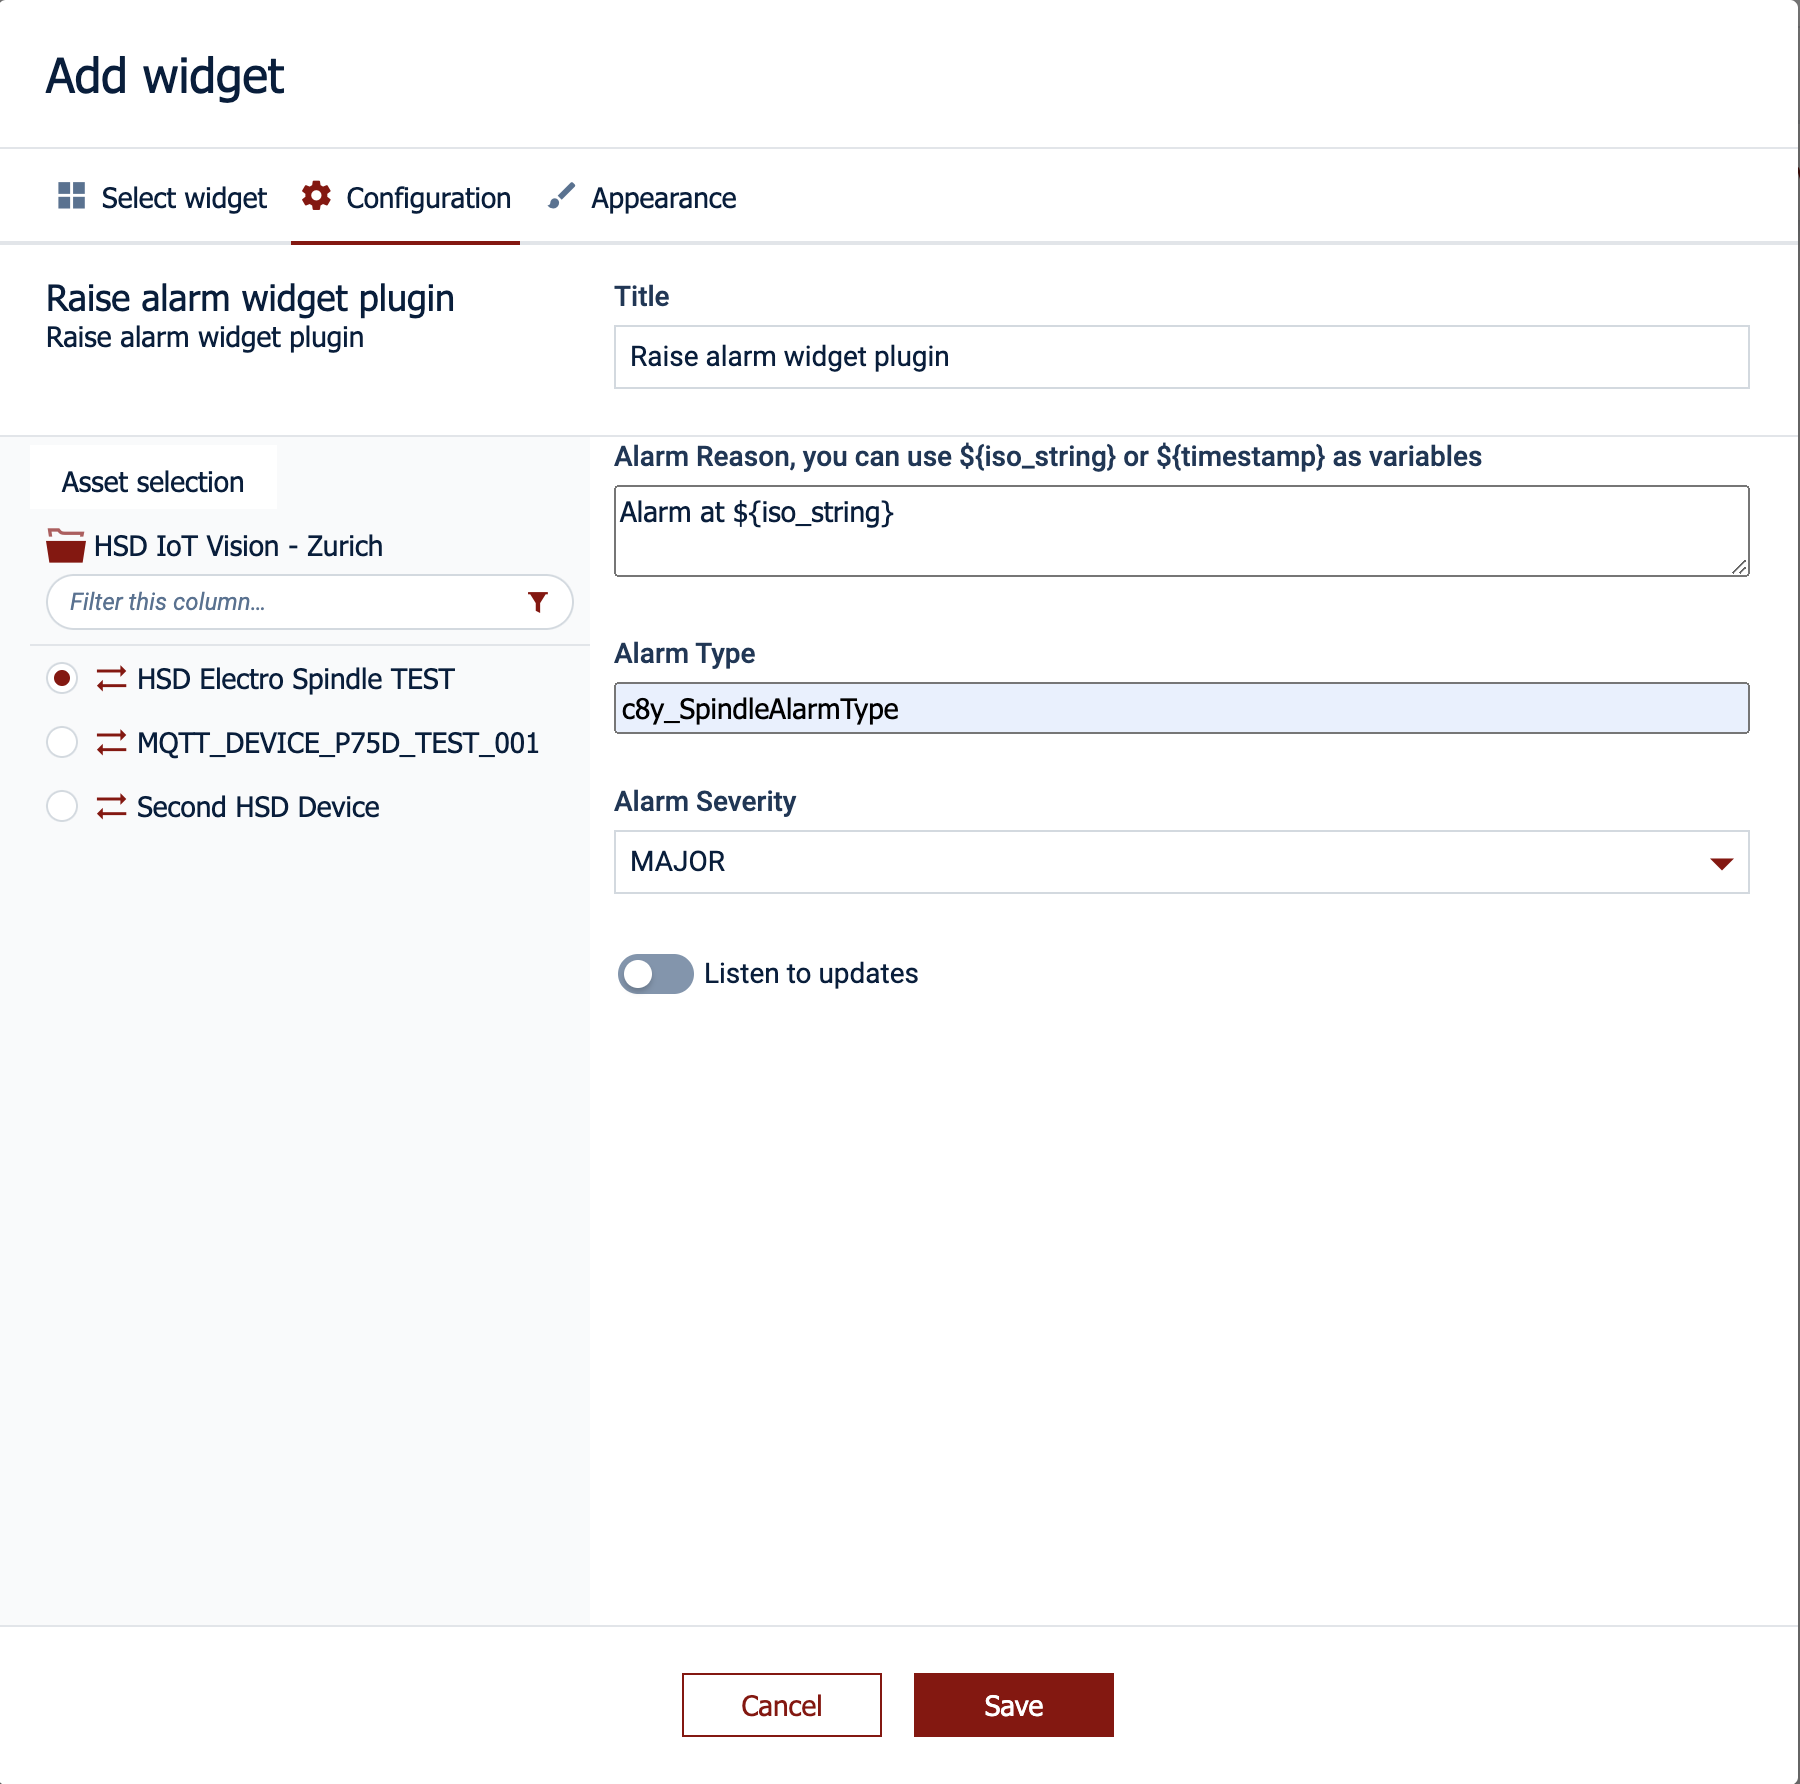 Add widget
Select widget
Configuration
Appearance
Raise alarm widget plugin
Raise alarm widget plugin
Title
Raise alarm widget plugin
Asset selection
HSD IoT Vision - Zurich
Filter this column...
HSD Electro Spindle TEST
MQTT_DEVICE_P75D_TEST_001
Second HSD Device
Alarm Reason, you can use ${iso_string} or ${timestamp} as variables
Alarm at ${iso_string}
Alarm Type
c8y_SpindleAlarmType
Alarm Severity
MAJOR
Listen to updates
Cancel
Save